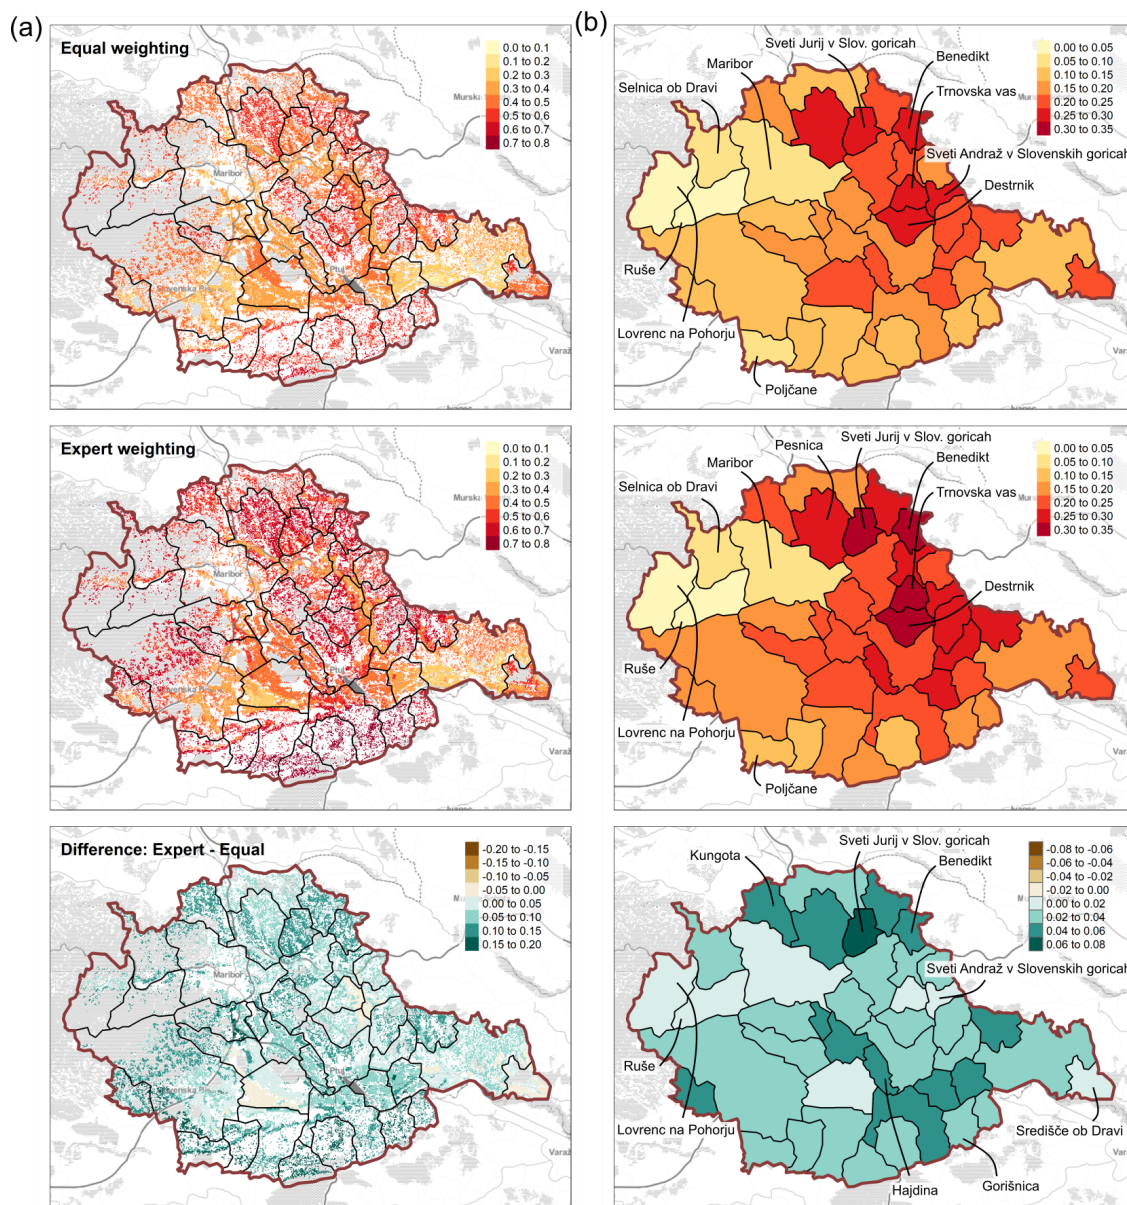 (a)
(b)
Equal weighting
0.0 to 0.1
0.1 to 0.2
0.2 to 0.3
0.3 to 0.4
0.4 to 0.5
0.5 to 0.6
0.6 to 0.7
0.7 to 0.8
Maribor
Ptuj
Murska
Varaž
Sveti Jurij v Slov. goricah
Maribor
Selnica ob Dravi
Benedikt
Trnovska vas
Sveti Andraž v Slovenskih goricah
Destrnik
Ruše
Lovrenc na Pohorju
Poljčane
0.00 to 0.05
0.05 to 0.10
0.10 to 0.15
0.15 to 0.20
0.20 to 0.25
0.25 to 0.30
0.30 to 0.35
Varaž
Expert weighting
0.0 to 0.1
0.1 to 0.2
0.2 to 0.3
0.3 to 0.4
0.4 to 0.5
0.5 to 0.6
0.6 to 0.7
0.7 to 0.8
Maribor
Ptuj
Murska
Varaž
Sveti Jurij v Slov. goricah
Pesnica
Maribor
Selnica ob Dravi
Benedikt
Trnovska vas
Destrnik
Ruše
Lovrenc na Pohorju
Poljčane
0.00 to 0.05
0.05 to 0.10
0.10 to 0.15
0.15 to 0.20
0.20 to 0.25
0.25 to 0.30
0.30 to 0.35
Varaž
Difference: Expert - Equal
-0.20 to -0.15
-0.15 to -0.10
-0.10 to -0.05
-0.05 to 0.00
0.00 to 0.05
0.05 to 0.10
0.10 to 0.15
0.15 to 0.20
Maribor
Ptuj
Varaž
Sveti Jurij v Slov. goricah
Kungota
Benedikt
Sveti Andraž v Slovenskih goricah
Ruše
Lovrenc na Pohorju
Središče ob Dravi
Gorišnica
Hajdina
-0.08 to -0.06
-0.06 to -0.04
-0.04 to -0.02
-0.02 to 0.00
0.00 to 0.02
0.02 to 0.04
0.04 to 0.06
0.06 to 0.08